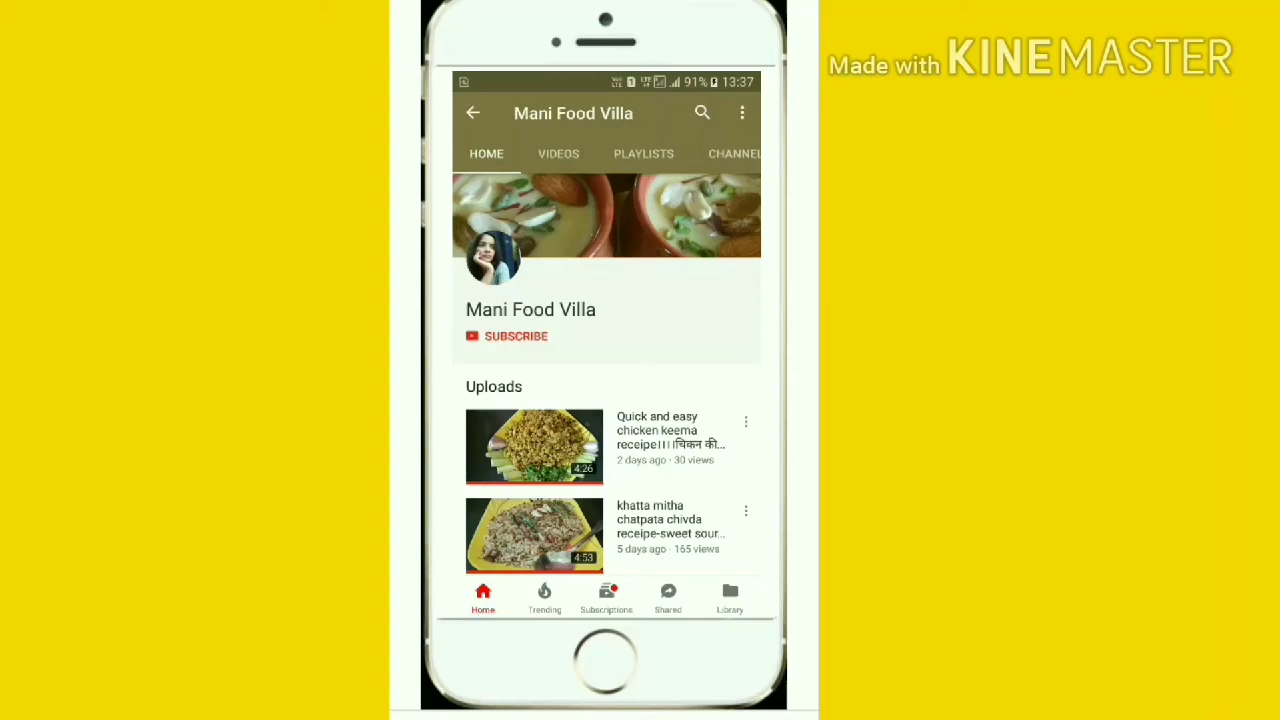 Made with KINEMASTER
91% 13:37
Mani Food Villa
HOME VIDEOS PLAYLISTS CHANNEL
Mani Food Villa
SUBSCRIBE
Uploads
Quick and easy
chicken keema
receipe।।।।चिकन की...
2 days ago · 30 views
4:26
khatta mitha
chatpata chivda
receipe-sweet sour...
5 days ago · 165 views
4:53
Home Trending Subscriptions Shared Library